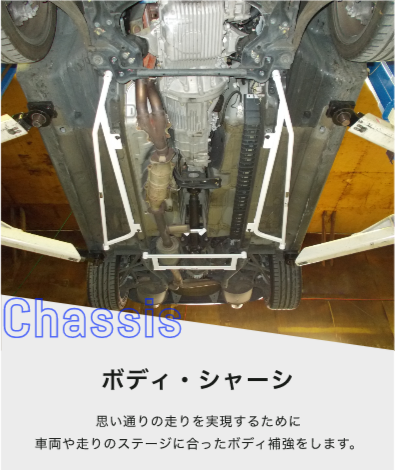 Chassis
ボディ・シャーシ
思い通りの走りを実現するために
車両や走りのステージに合ったボディ補強をします。